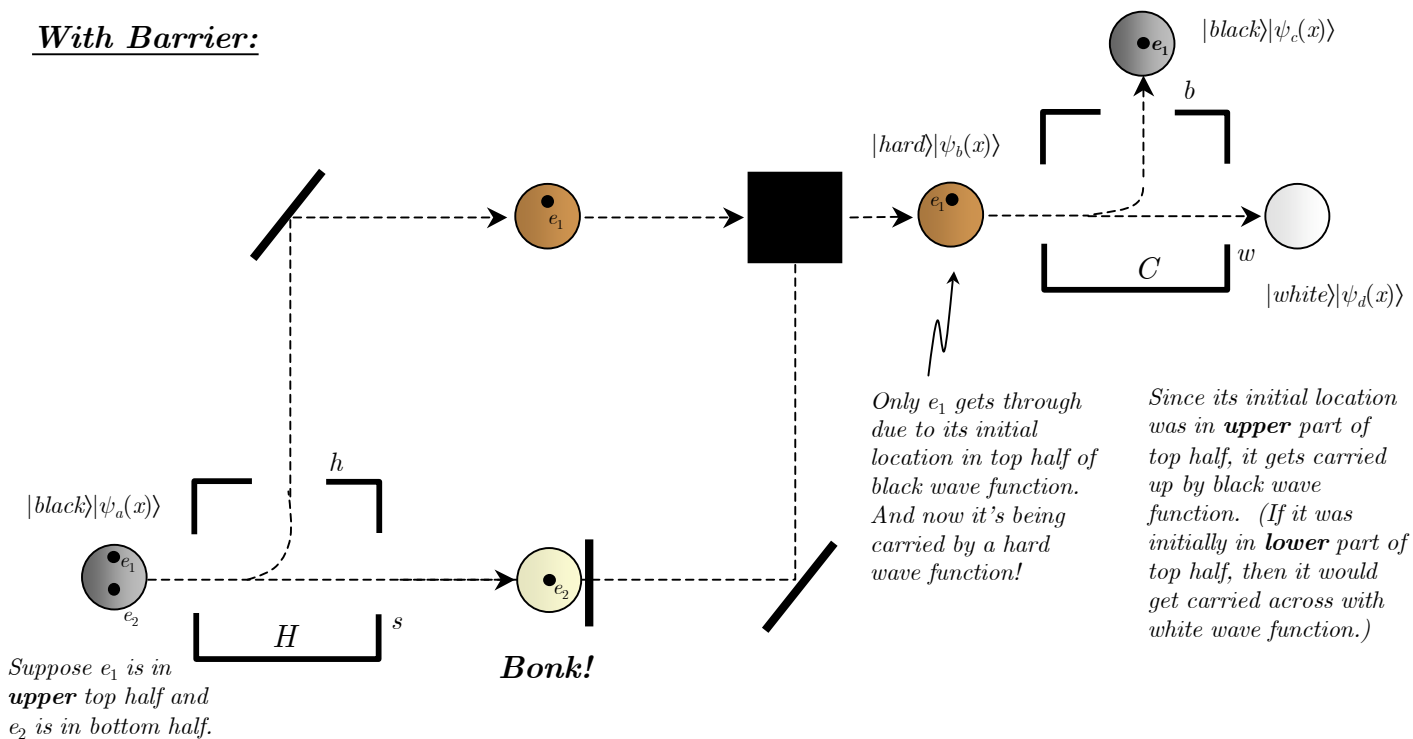 With Barrier:
|black⟩|ψ_c(x)⟩
e₁
b
|hard⟩|ψ_b(x)⟩
e₁
e₁
w
C
|white⟩|ψ_d(x)⟩
Only e₁ gets through
due to its initial
location in top half of
black wave function.
And now it's being
carried by a hard
wave function!
Since its initial location
was in upper part of
top half, it gets carried
up by black wave
function. (If it was
initially in lower part of
top half, then it would
get carried across with
white wave function.)
h
|black⟩|ψ_a(x)⟩
e₁
e₂
e₂
s
H
Bonk!
Suppose e₁ is in
upper top half and
e₂ is in bottom half.